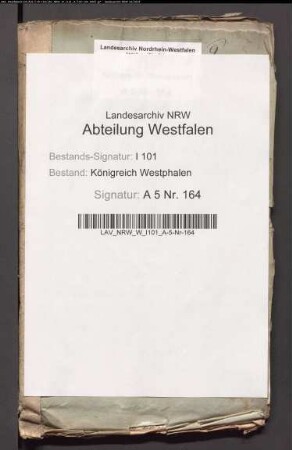 Landesarchiv Nordrhein-Westfalen
Landesarchiv NRW
Abteilung Westfalen
Bestands-Signatur: I 101
Bestand: Königreich Westphalen
Signatur: A 5 Nr. 164
LAV_NRW_W_I101_A-5-Nr-164